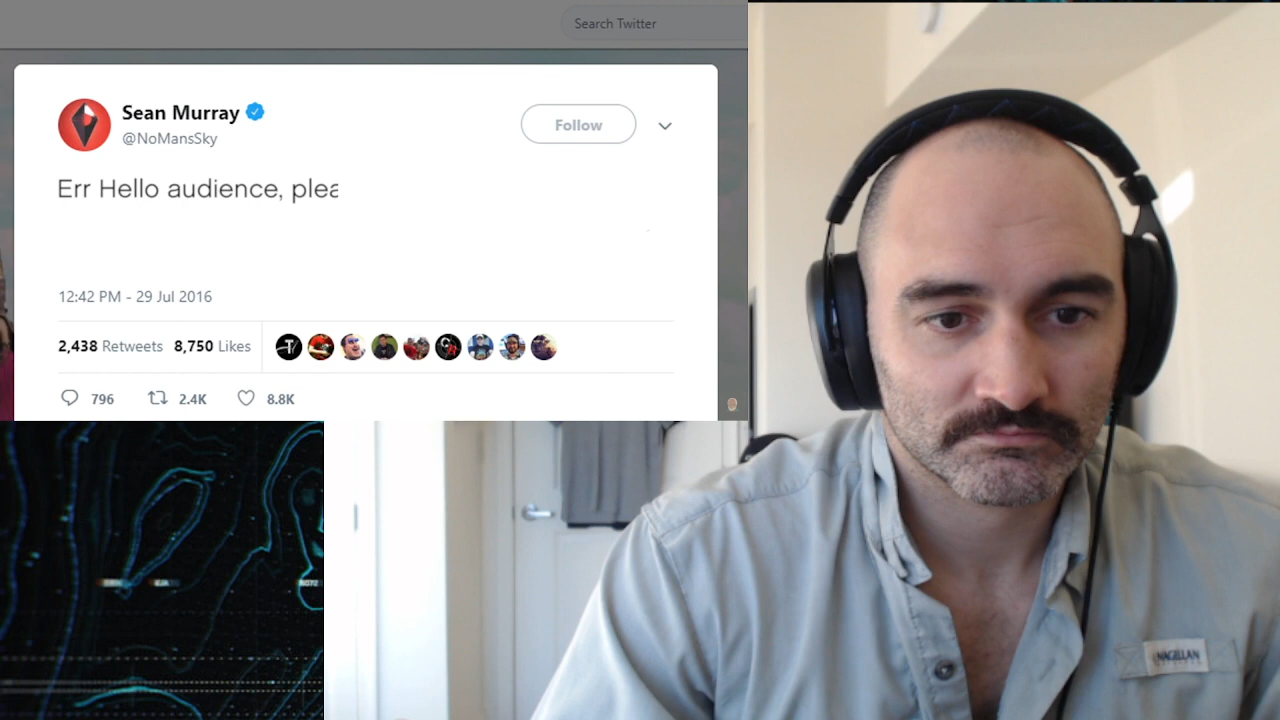 Search Twitter
Sean Murray
@NoMansSky
Follow
Err Hello audience, plea
12:42 PM - 29 Jul 2016
2,438 Retweets 8,750 Likes
796 2.4K 8.8K
NAGELLAN